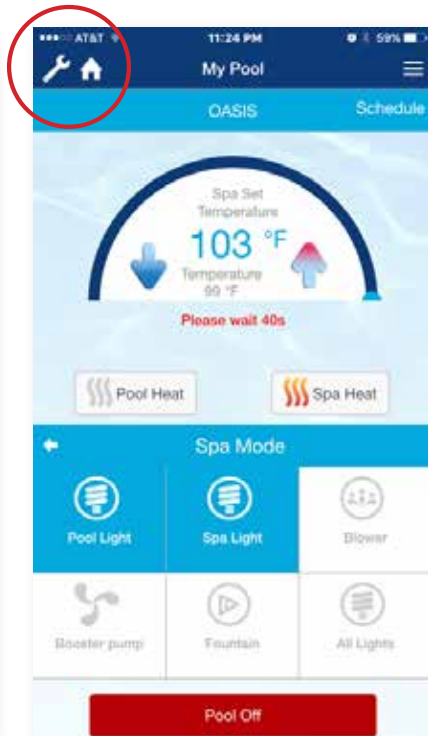 AT&T 11:24 PM 59%
My Pool
OASIS Schedule
Spa Set
Temperature
103 °F
Temperature
99 °F
Please wait 40s
Pool Heat Spa Heat
Spa Mode
Pool Light Spa Light Blower
Booster pump Fountain All Lights
Pool Off